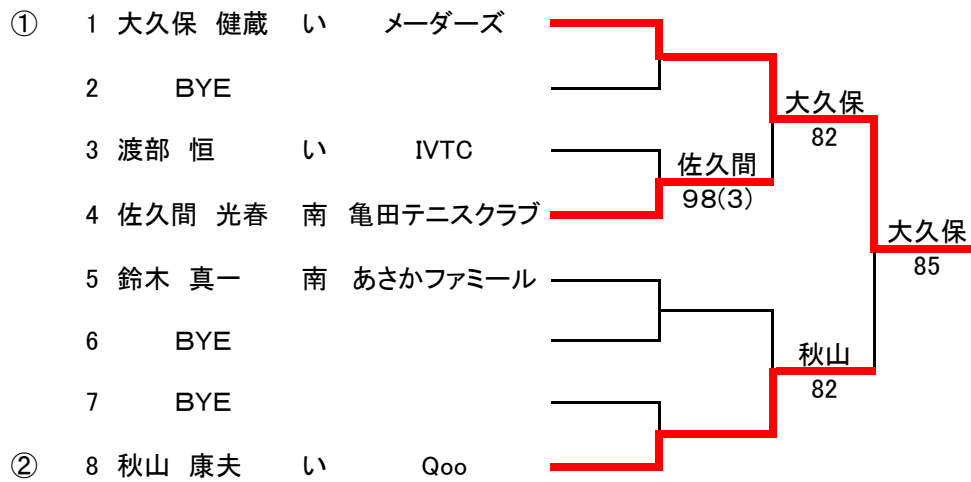 ① 1 大久保 健蔵 い メーダーズ
2 BYE
大久保
82
3 渡部 恒 い IVTC
佐久間
98(3)
4 佐久間 光春 南 亀田テニスクラブ
大久保
85
5 鈴木 真一 南 あさかファミール
6 BYE
秋山
82
7 BYE
② 8 秋山 康夫 い Qoo